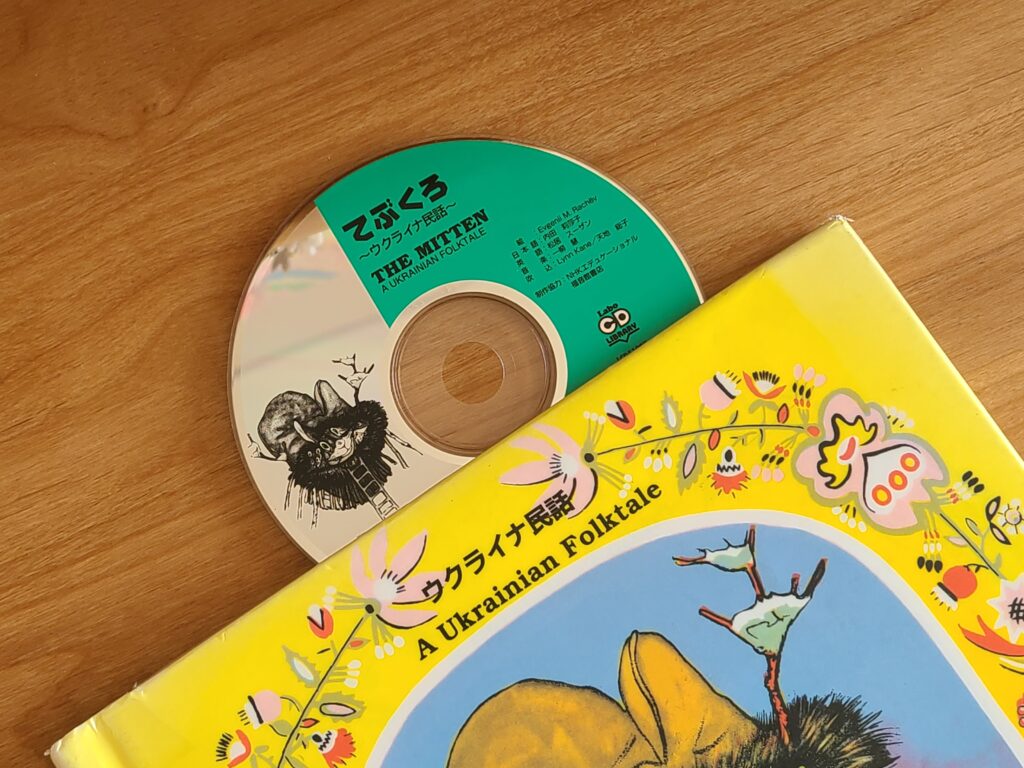 てぶくろ
〜ウクライナ民話〜
THE MITTEN
A UKRAINIAN FOLKTALE
絵：Evgenii M. Rachëv
日本語：内田 莉莎子
英語：松居 スーザン
音楽：一柳 慧
吹込：Lynn Kane／天地 総子
制作協力：NHKエデュケーショナル
福音館書店
Labo
CD
LIBRARY
ウクライナ民話
A Ukrainian Folktale
#